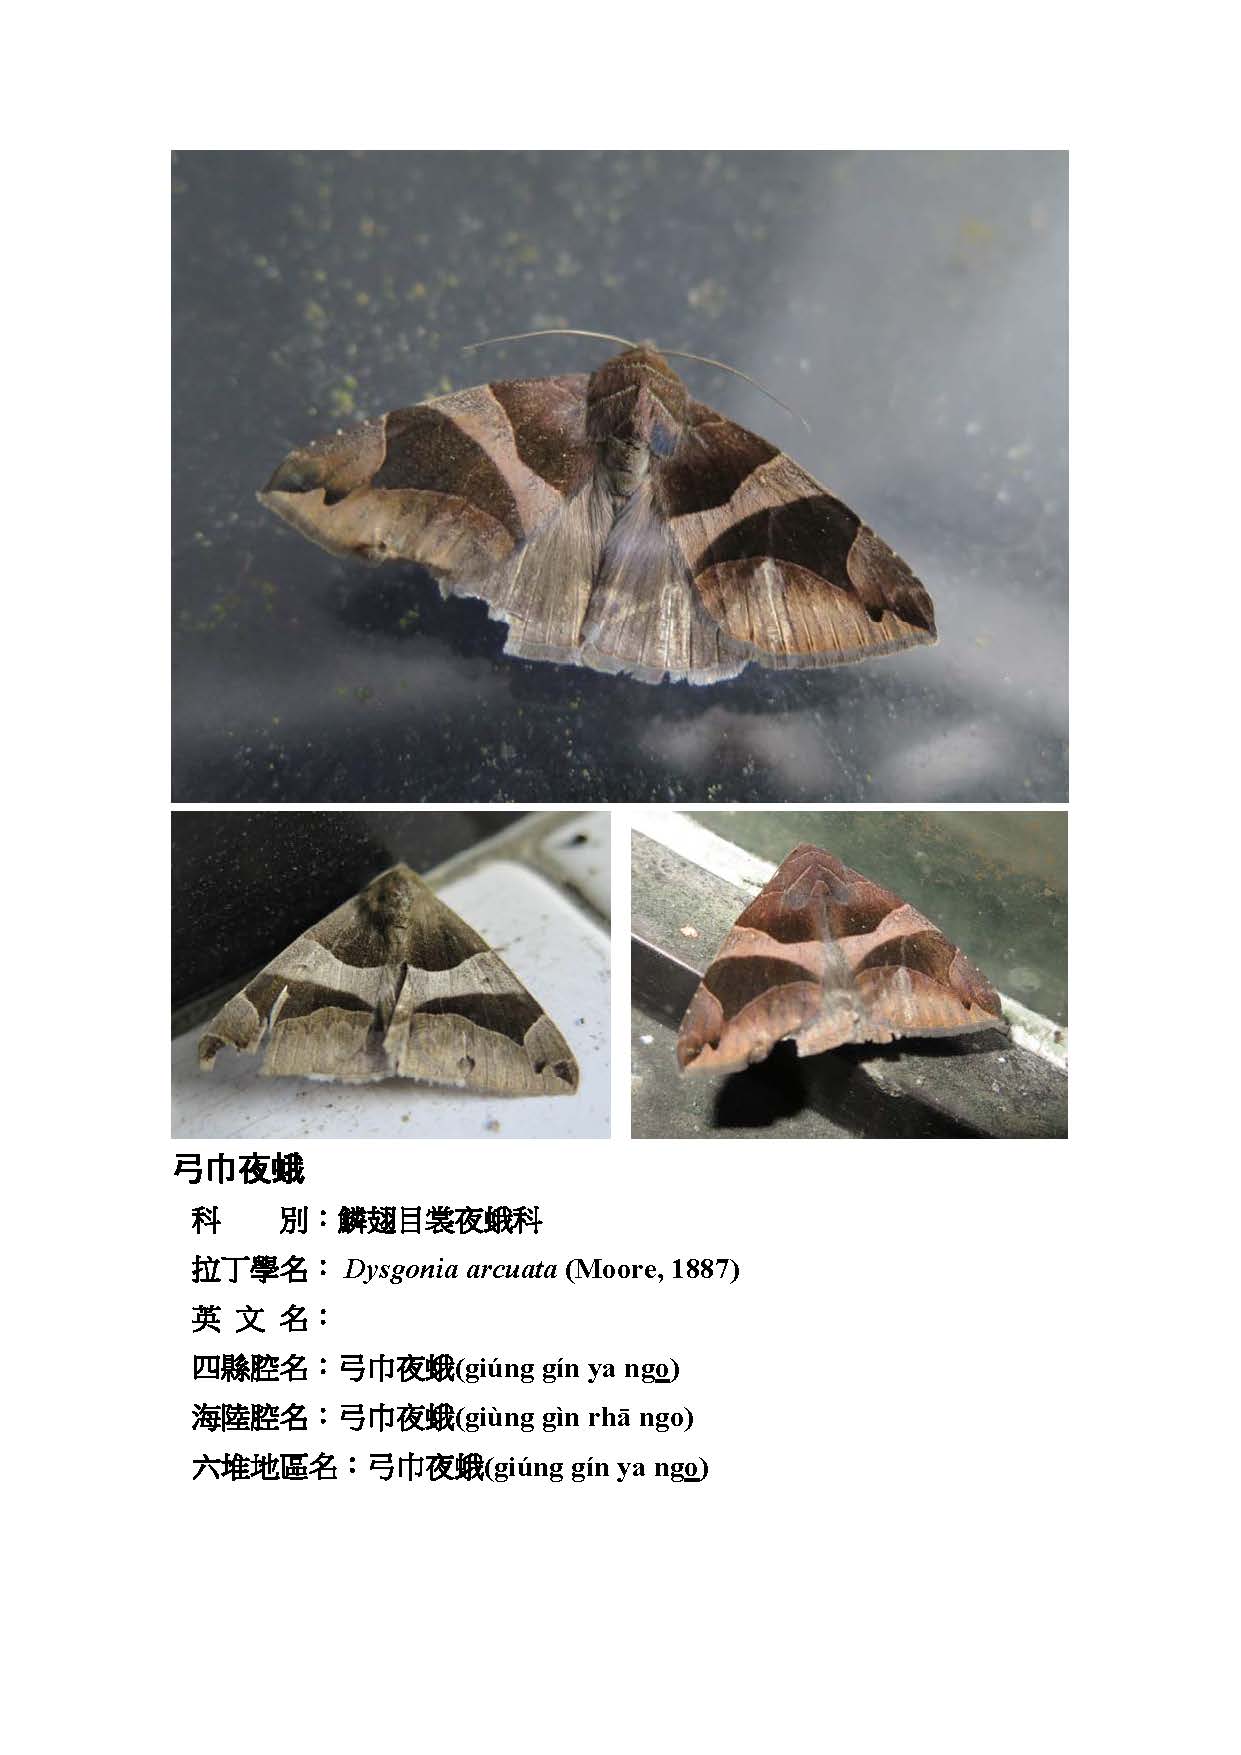 弓巾夜蛾
科　　別：鱗翅目裳夜蛾科
拉丁學名： Dysgonia arcuata (Moore, 1887)
英 文 名：
四縣腔名：弓巾夜蛾(giúng gín ya ngo)
海陸腔名：弓巾夜蛾(giùng gìn rhā ngo)
六堆地區名：弓巾夜蛾(giúng gín ya ngo)